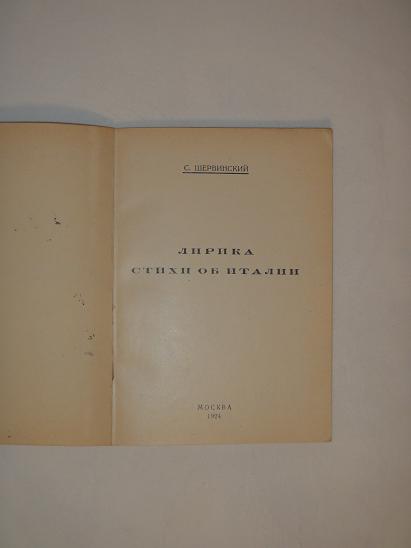 С. ШЕРВИНСКИЙ
ЛИРИКА
СТИХИ ОБ ИТАЛИИ
МОСКВА
1924